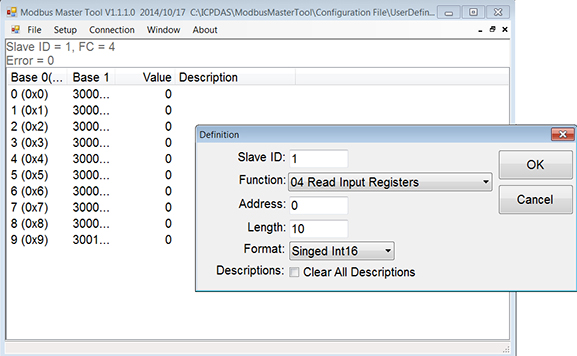 Modbus Master Tool V1.1.1.0 2014/10/17 C:\ICPDAS\ModbusMasterTool\Configuration File\UserDefin...
File Setup Connection Window About
Slave ID = 1, FC = 4
Error = 0
Base 0(... Base 1 Value Description
0 (0x0) 3000... 0
1 (0x1) 3000... 0
2 (0x2) 3000... 0
3 (0x3) 3000... 0
4 (0x4) 3000... 0
5 (0x5) 3000... 0
6 (0x6) 3000... 0
7 (0x7) 3000... 0
8 (0x8) 3000... 0
9 (0x9) 3001... 0
Definition
Slave ID: 1
OK
Function: 04 Read Input Registers
Cancel
Address: 0
Length: 10
Format: Singed Int16
Descriptions: Clear All Descriptions